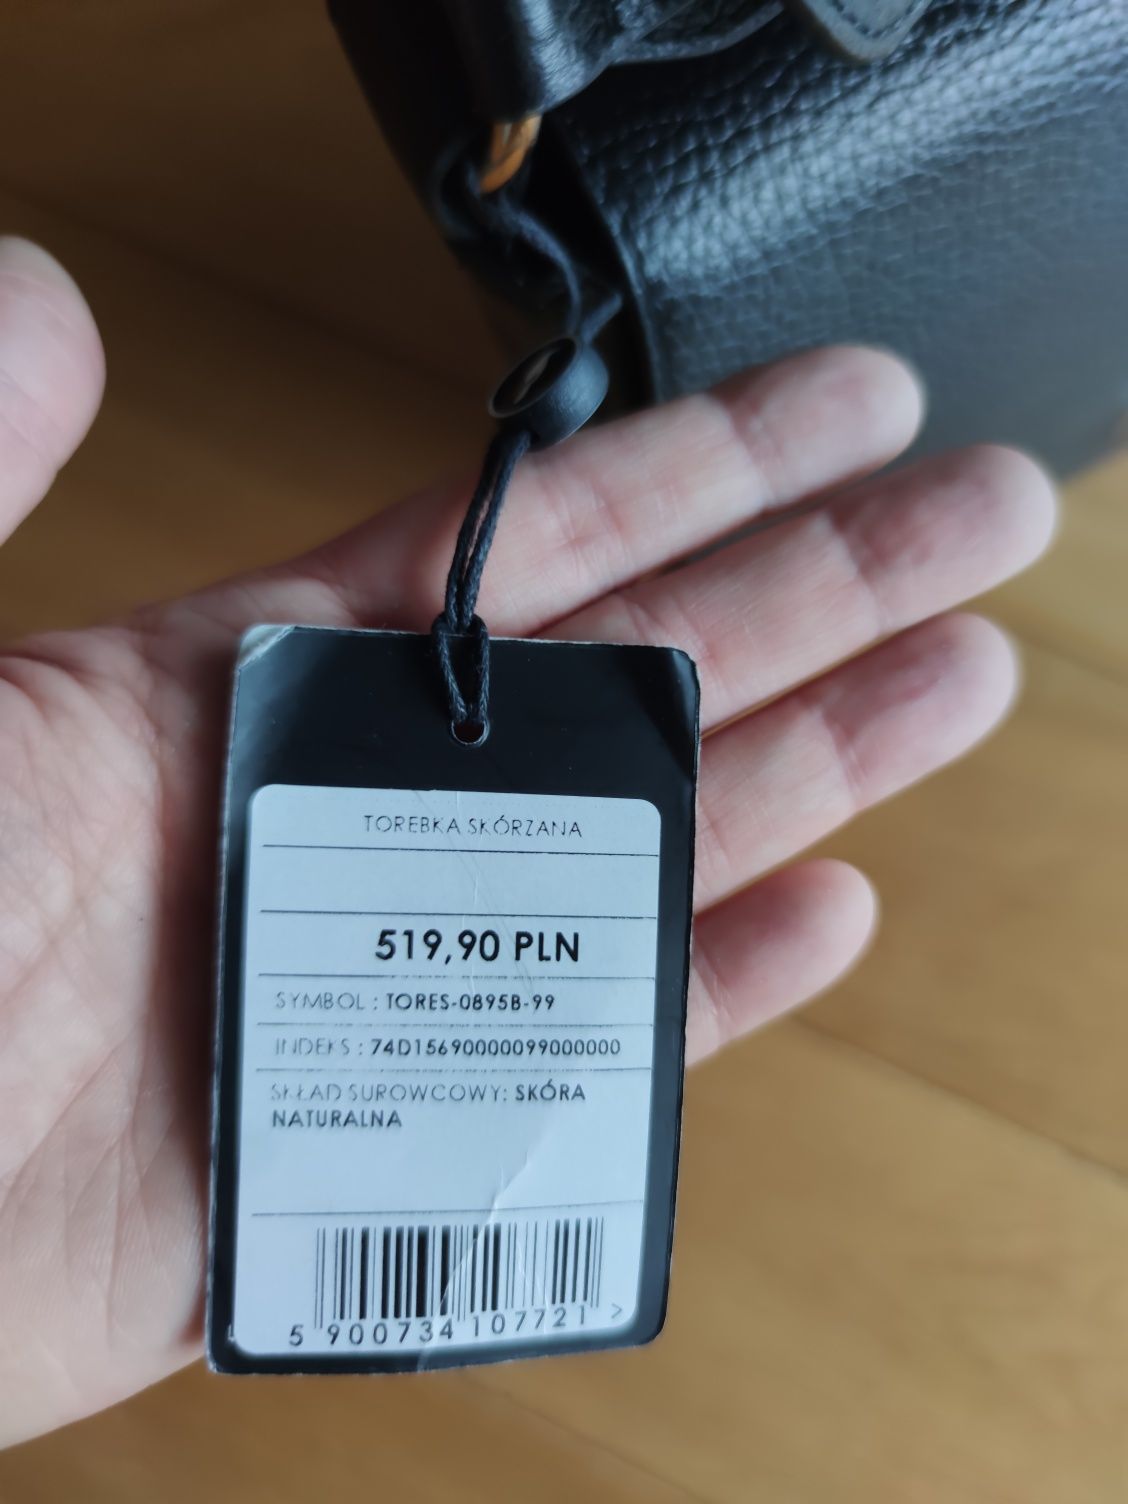 TOREBKA SKÓRZANA
519,90 PLN
SYMBOL : TORES-0895B-99
INDEKS : 74D15690000099000000
SKŁAD SUROWCOWY: SKÓRA
NATURALNA
5 900734 107721 >